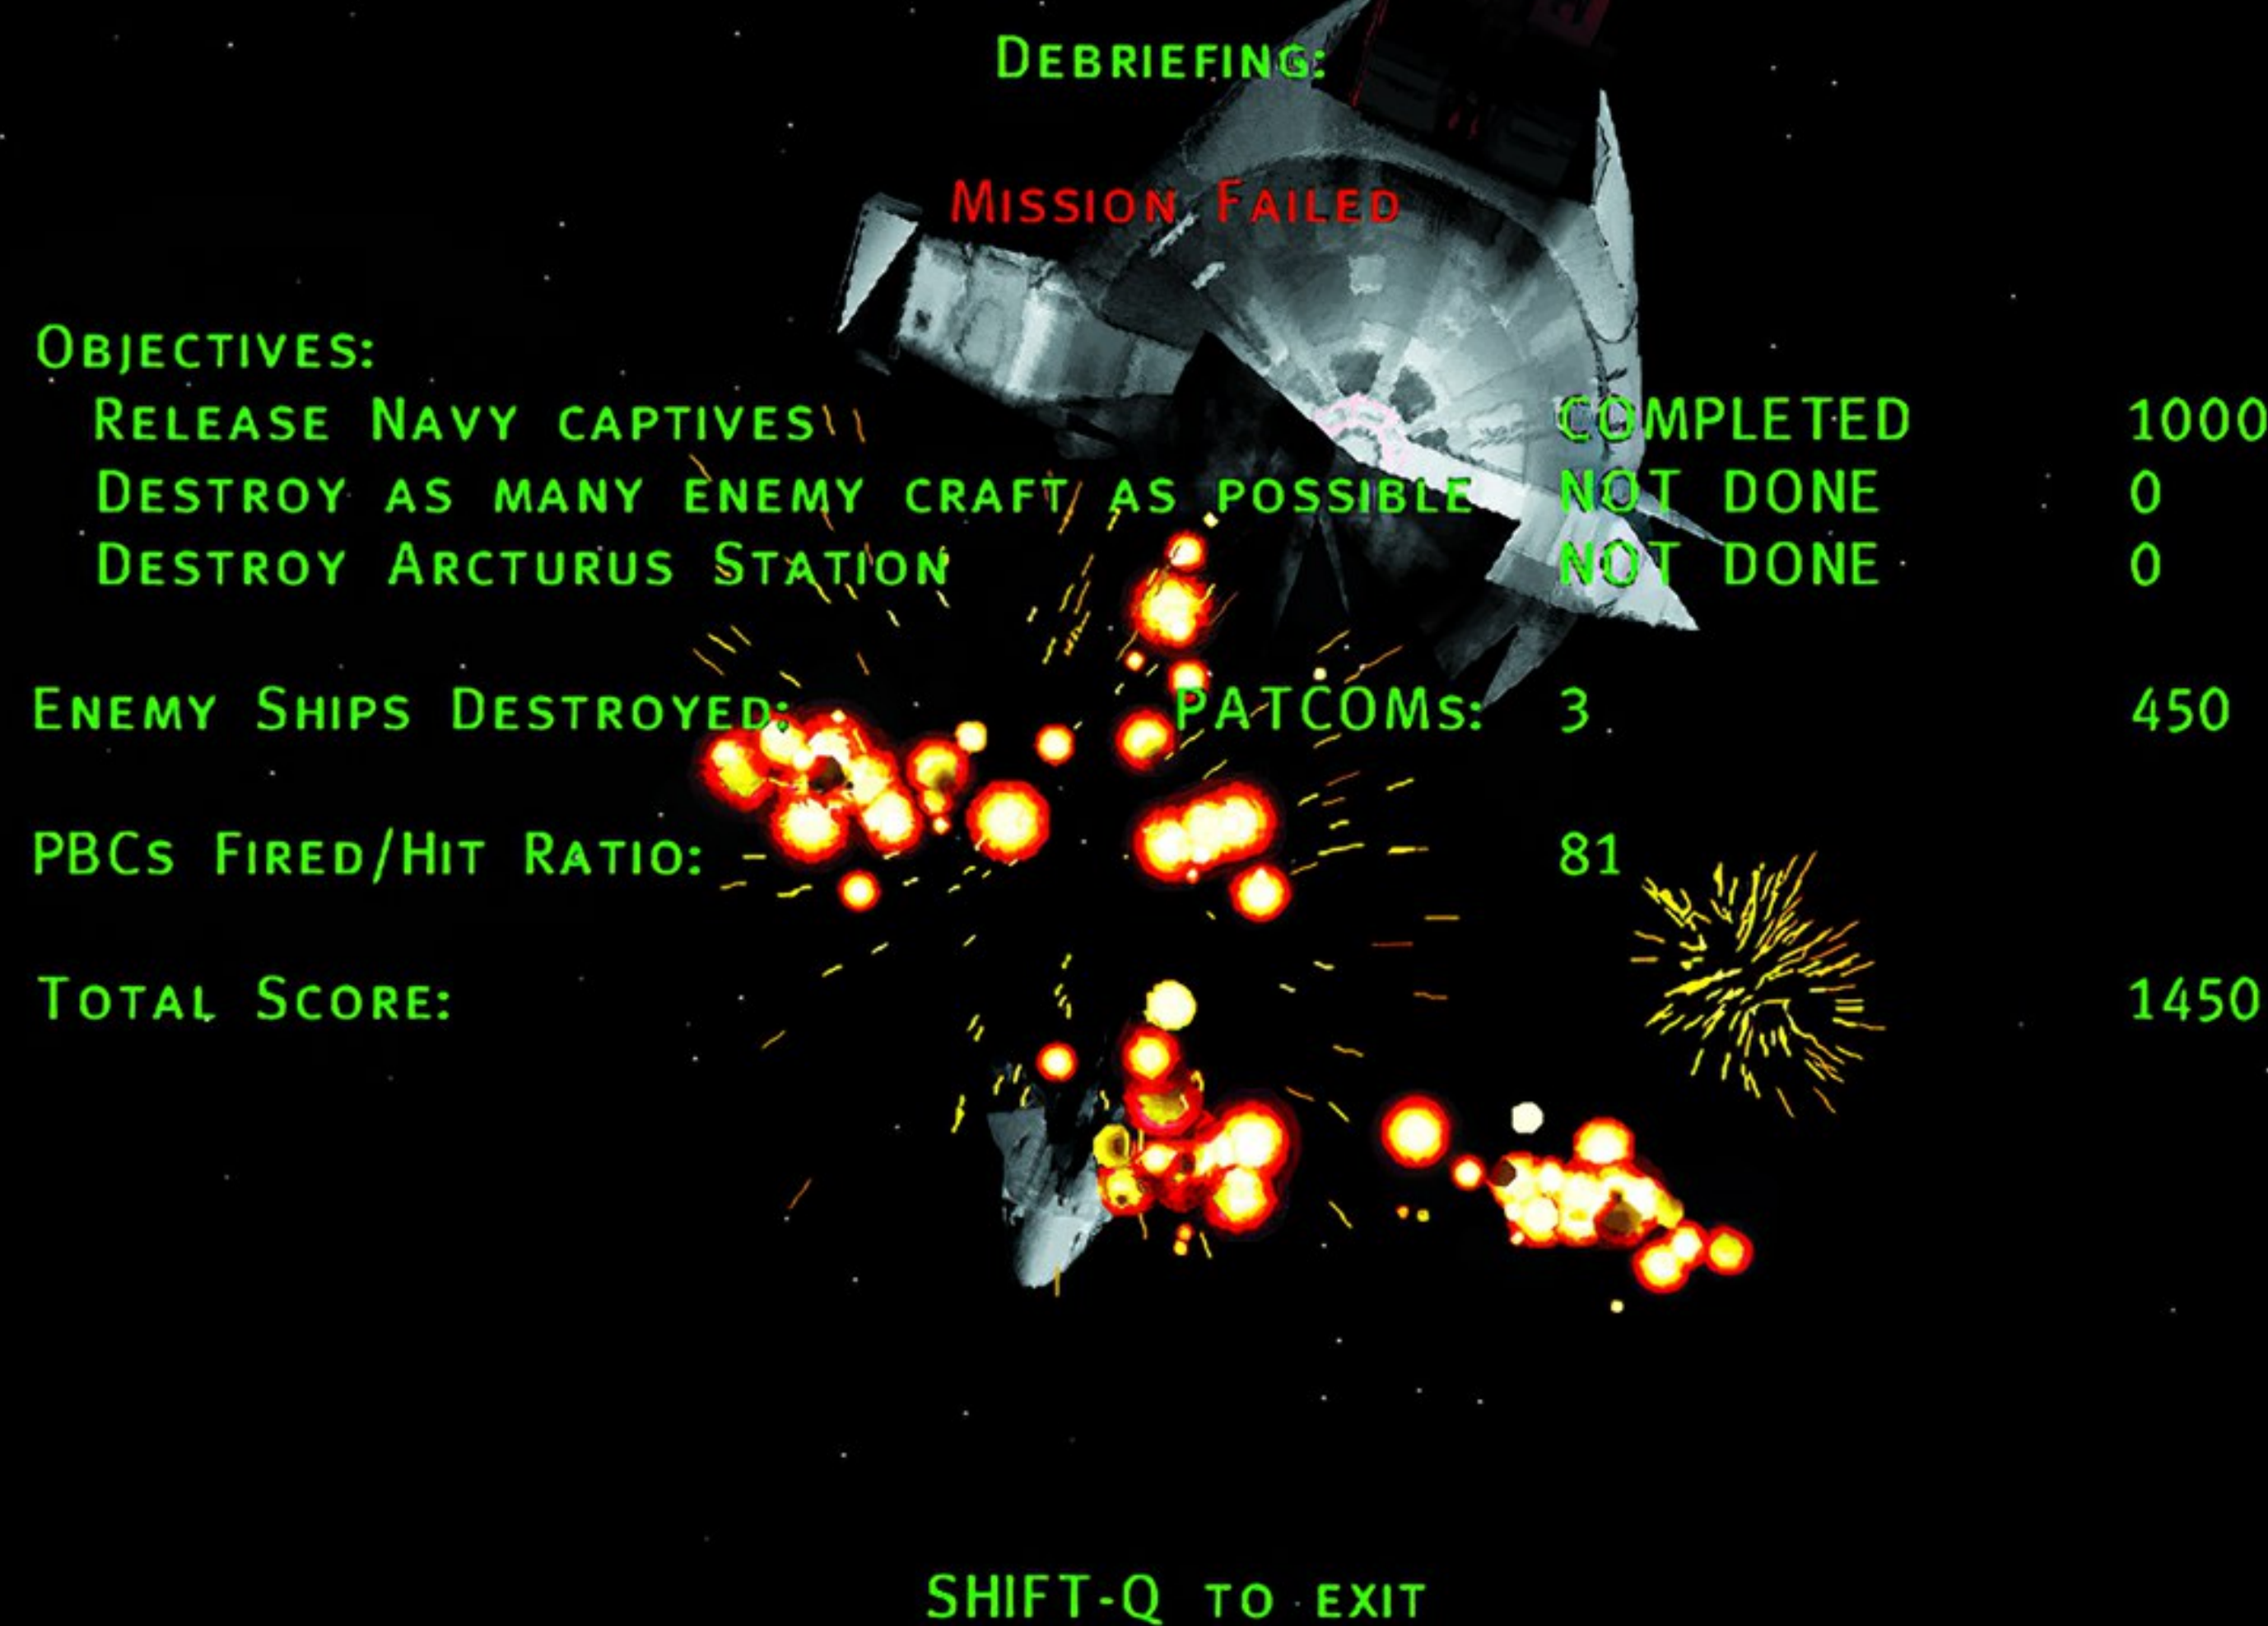 DEBRIEFING:
MISSION FAILED
OBJECTIVES:
RELEASE NAVY CAPTIVES COMPLETED 1000
DESTROY AS MANY ENEMY CRAFT AS POSSIBLE NOT DONE 0
DESTROY ARCTURUS STATION NOT DONE 0
ENEMY SHIPS DESTROYED: PATCOMS: 3 450
PBCS FIRED/HIT RATIO: 81
TOTAL SCORE: 1450
SHIFT-Q TO EXIT